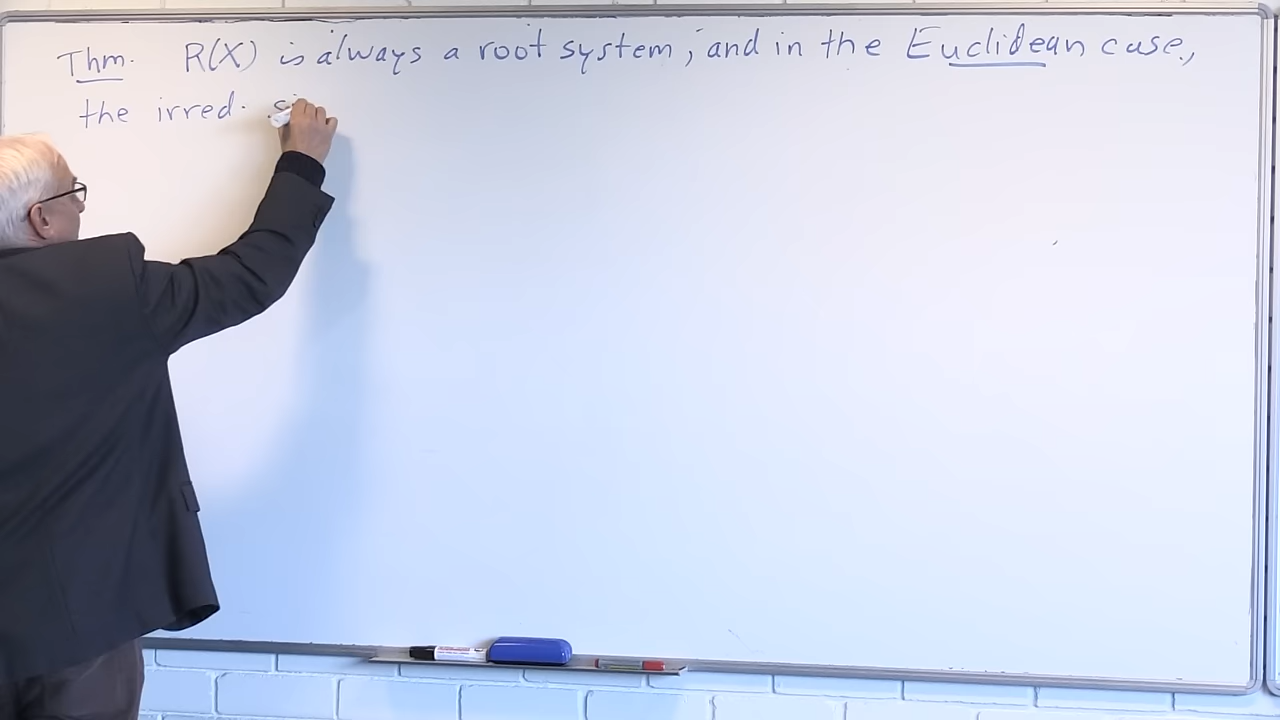 Thm. R(X) is always a root system, and in the Euclidean case,
the irred.